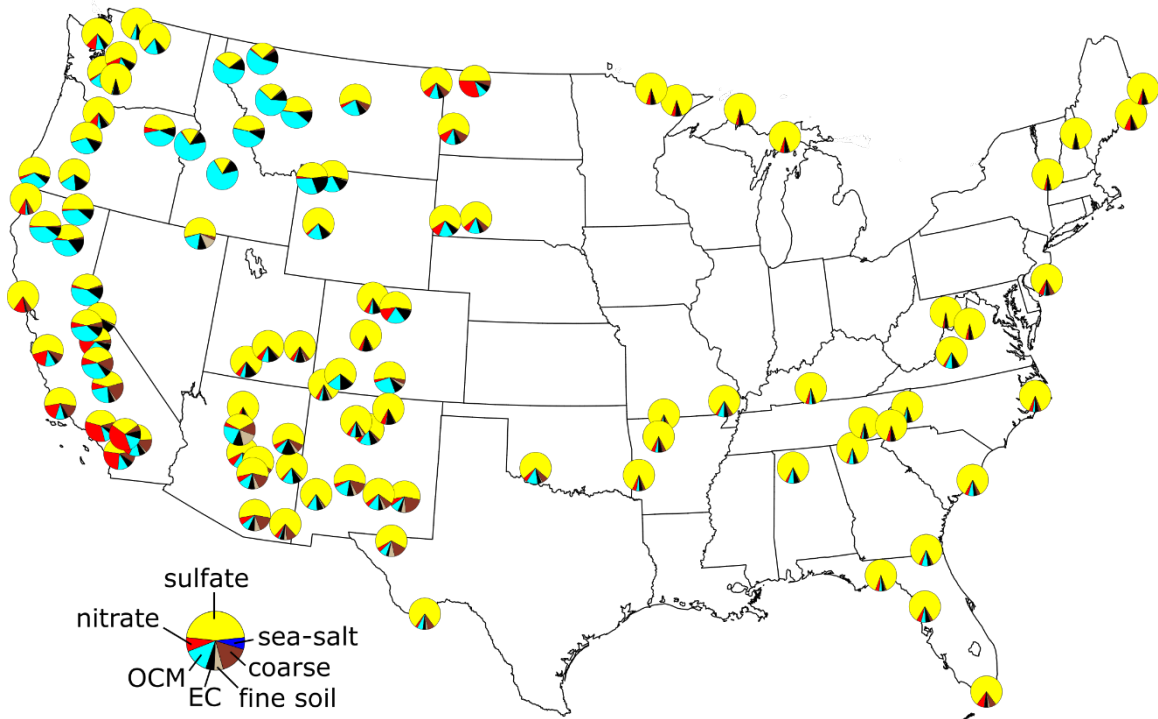 sulfate
nitrate
sea-salt
OCM
coarse
EC
fine soil